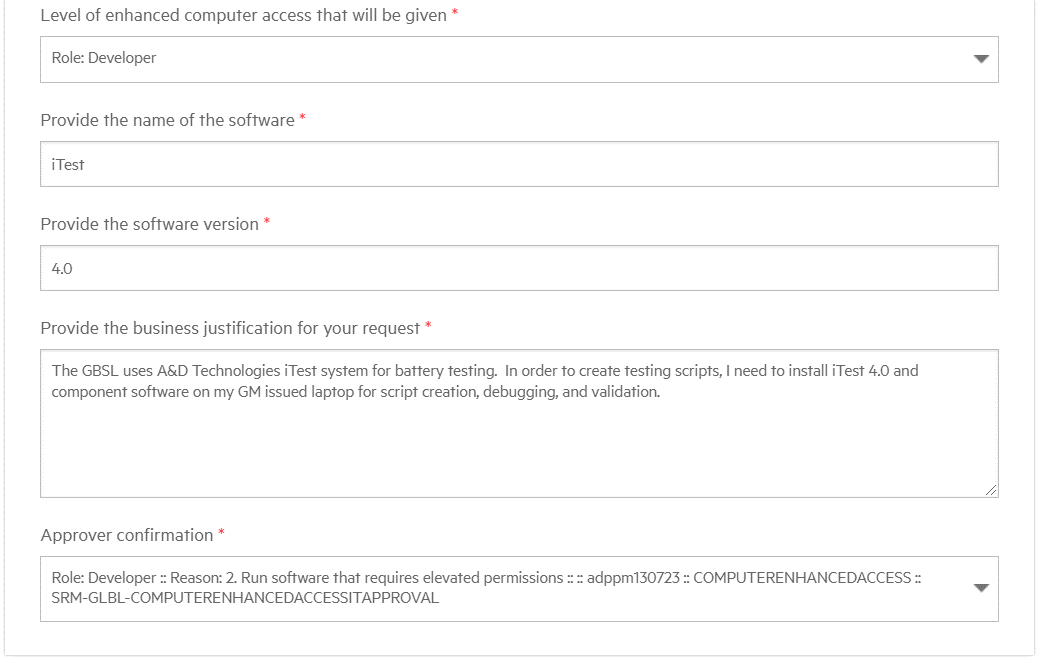 Level of enhanced computer access that will be given *
Role: Developer
Provide the name of the software *
iTest
Provide the software version *
4.0
Provide the business justification for your request *
The GBSL uses A&D Technologies iTest system for battery testing.  In order to create testing scripts, I need to install iTest 4.0 and
component software on my GM issued laptop for script creation, debugging, and validation.
Approver confirmation *
Role: Developer :: Reason: 2. Run software that requires elevated permissions :: :: adppm130723 :: COMPUTERENHANCEDACCESS ::
SRM-GLBL-COMPUTERENHANCEDACCESSITAPPROVAL